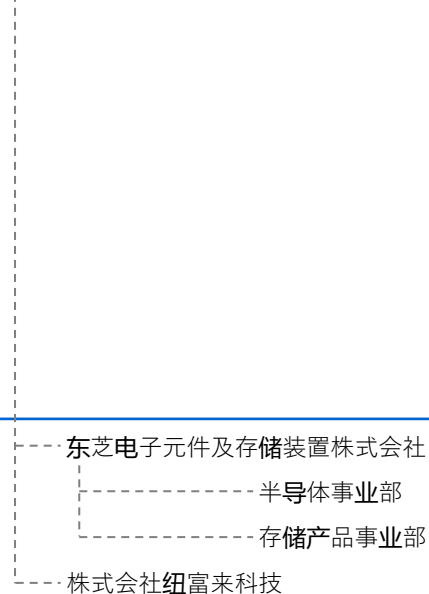 东芝电子元件及存储装置株式会社
半导体事业部
存储产品事业部
株式会社纽富来科技